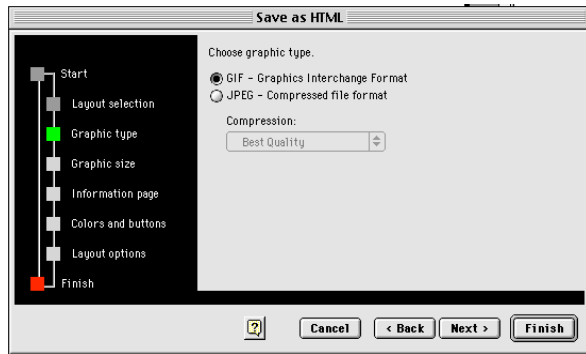 Save as HTML
Start
Layout selection
Graphic type
Graphic size
Information page
Colors and buttons
Layout options
Finish
Choose graphic type.
GIF - Graphics Interchange Format
JPEG - Compressed file format
Compression:
Best Quality
?
Cancel
< Back
Next >
Finish